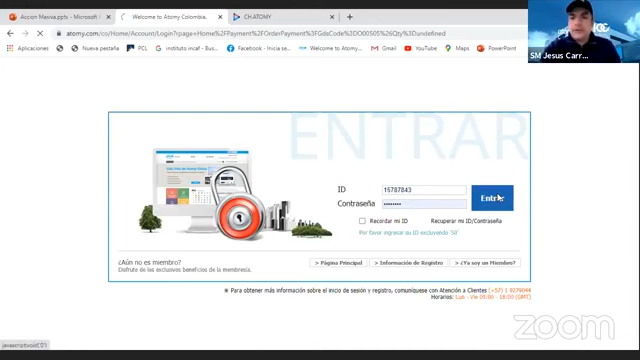 Accion Masiva.pptx - Microsoft P
Welcome to Atomy Colombia.
CH ATOMY
atomy.com/co/Home/Account/Login?rpage=Home%2FPayment%2FOrderPayment%3FGdsCode%3DO00505%26Qty%3Dundefined
Aplicaciones
Nueva pestaña
PCL
instituto incaf - Bu...
Facebook - Inicia se...
Welcome to Atomy...
Gmail
YouTube
Maps
PowerPoint
SM Jesus Carr...
ENTRAR
ID
15787843
Contraseña
••••••••
Entrar
Recordar mi ID
Recuperar mi ID/Contraseña
Por favor ingresar su ID excluyendo 'S0'
¿Aún no es miembro?
Disfrute de los exclusivos beneficios de la membresía.
> Página Principal
> Información de Registro
> ¿Ya soy un Miembro?
※ Para obtener más información sobre el inicio de sesión y registro, comuníquese con Atención a Clientes (+57) 1 9279044
Horarios: Lun - Vie 09:00 - 18:00 (GMT)
zoom
javascript:void('0')